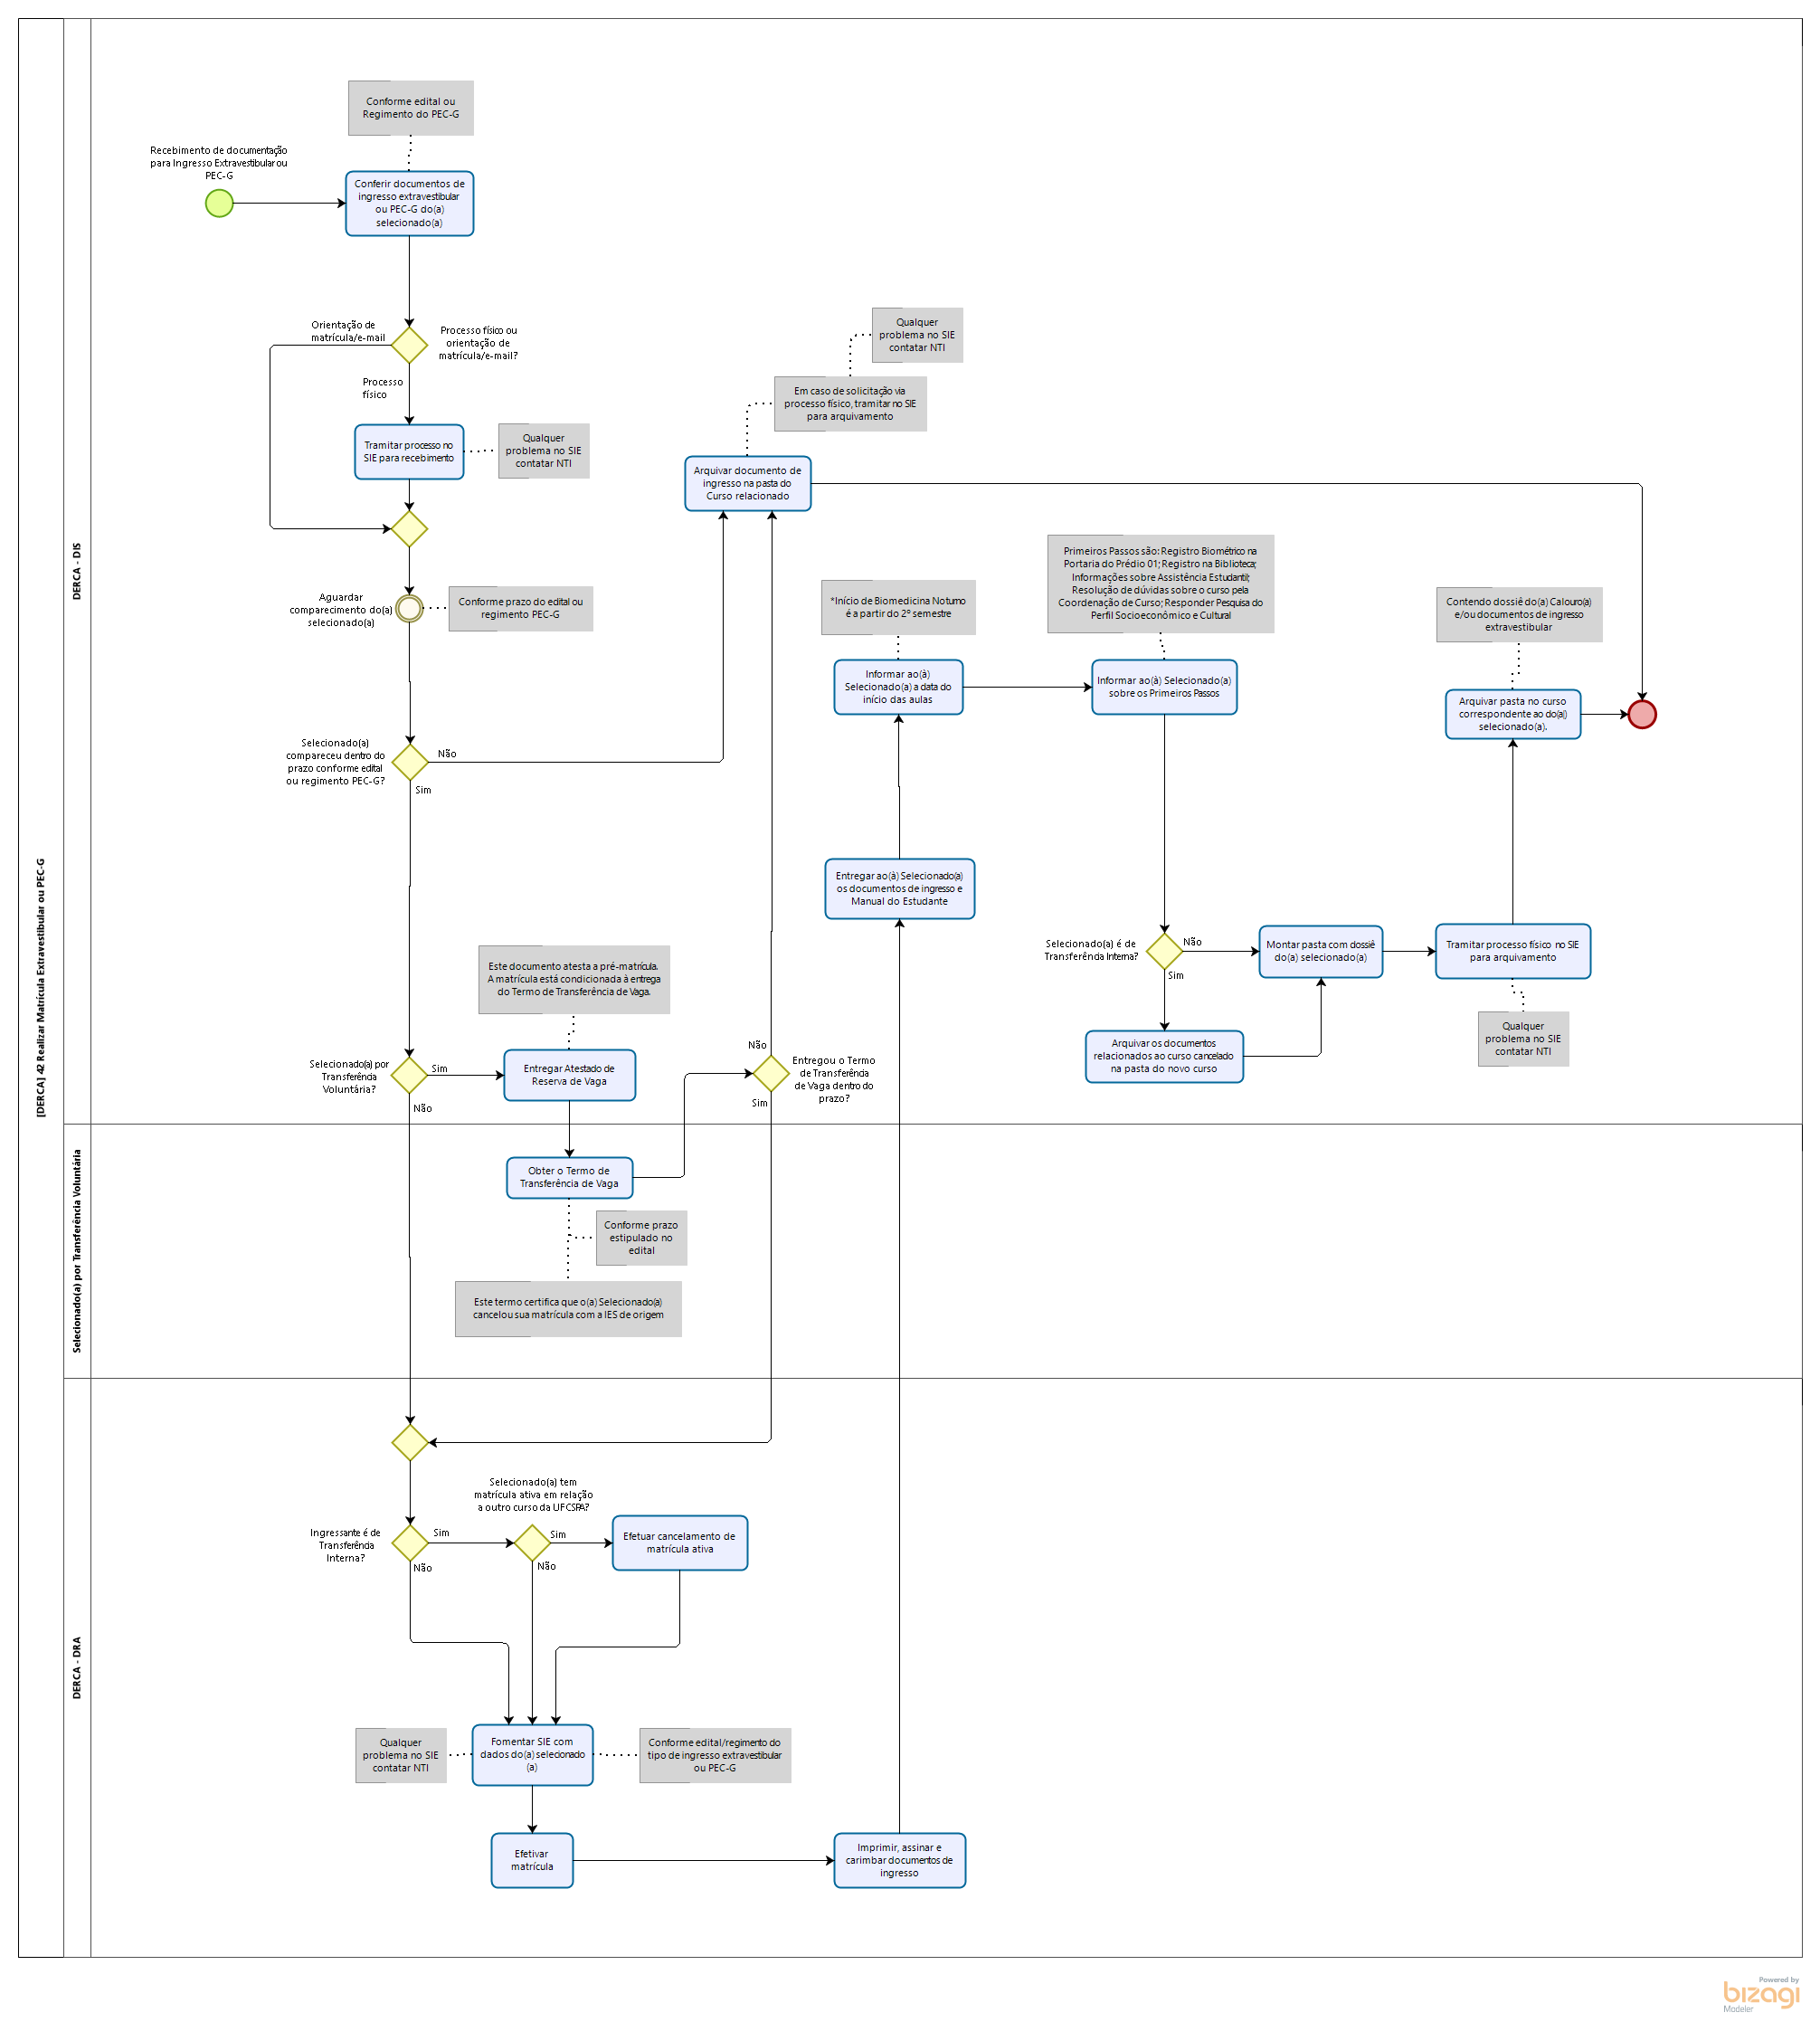 [DERCA] 42 Realizar Matrícula Extravestibular ou PEC-G
DERCA - DIS
Conforme edital ou
Regimento do PEC-G
Recebimento de documentação
para Ingresso Extravestibular ou
PEC-G
Conferir documentos de
ingresso extravestibular
ou PEC-G do(a)
selecionado(a)
Orientação de
matrícula/e-mail
Processo físico ou
orientação de
matrícula/e-mail?
Processo
físico
Tramitar processo no
SIE para recebimento
Qualquer
problema no SIE
contatar NTI
Aguardar
comparecimento do(a)
selecionado(a)
Conforme prazo do edital ou
regimento PEC-G
Selecionado(a)
compareceu dentro do
prazo conforme edital
ou regimento PEC-G?
Não
Sim
Qualquer
problema no SIE
contatar NTI
Em caso de solicitação via
processo físico, tramitar no SIE
para arquivamento
Arquivar documento de
ingresso na pasta do
Curso relacionado
Selecionado(a) por
Transferência
Voluntária?
Sim
Não
Este documento atesta a pré-matrícula.
A matrícula está condicionada à entrega
do Termo de Transferência de Vaga.
Entregar Atestado de
Reserva de Vaga
Não
Entregou o Termo
de Transferência
de Vaga dentro do
prazo?
Sim
*Início de Biomedicina Noturno
é a partir do 2º semestre
Informar ao(à)
Selecionado(a) a data do
início das aulas
Entregar ao(à) Selecionado(a)
os documentos de ingresso e
Manual do Estudante
Primeiros Passos são: Registro Biométrico na
Portaria do Prédio 01; Registro na Biblioteca;
Informações sobre Assistência Estudantil;
Resolução de dúvidas sobre o curso pela
Coordenação de Curso; Responder Pesquisa do
Perfil Socioeconômico e Cultural
Informar ao(à) Selecionado(a)
sobre os Primeiros Passos
Selecionado(a) é de
Transferência Interna?
Não
Sim
Arquivar os documentos
relacionados ao curso cancelado
na pasta do novo curso
Montar pasta com dossiê
do(a) selecionado(a)
Tramitar processo físico no SIE
para arquivamento
Qualquer
problema no SIE
contatar NTI
Contendo dossiê do(a) Calouro(a)
e/ou documentos de ingresso
extravestibular
Arquivar pasta no curso
correspondente ao do(a))
selecionado(a).
Selecionado(a) por Transferência Voluntária
Obter o Termo de
Transferência de Vaga
Conforme prazo
estipulado no
edital
Este termo certifica que o(a) Selecionado(a)
cancelou sua matrícula com a IES de origem
DERCA - DRA
Ingressante é de
Transferência
Interna?
Sim
Não
Selecionado(a) tem
matrícula ativa em relação
a outro curso da UFCSPA?
Sim
Não
Efetuar cancelamento de
matrícula ativa
Qualquer
problema no SIE
contatar NTI
Fomentar SIE com
dados do(a) selecionado
(a)
Conforme edital/regimento do
tipo de ingresso extravestibular
ou PEC-G
Efetivar
matrícula
Imprimir, assinar e
carimbar documentos de
ingresso
Powered by
bizagi
Modeler